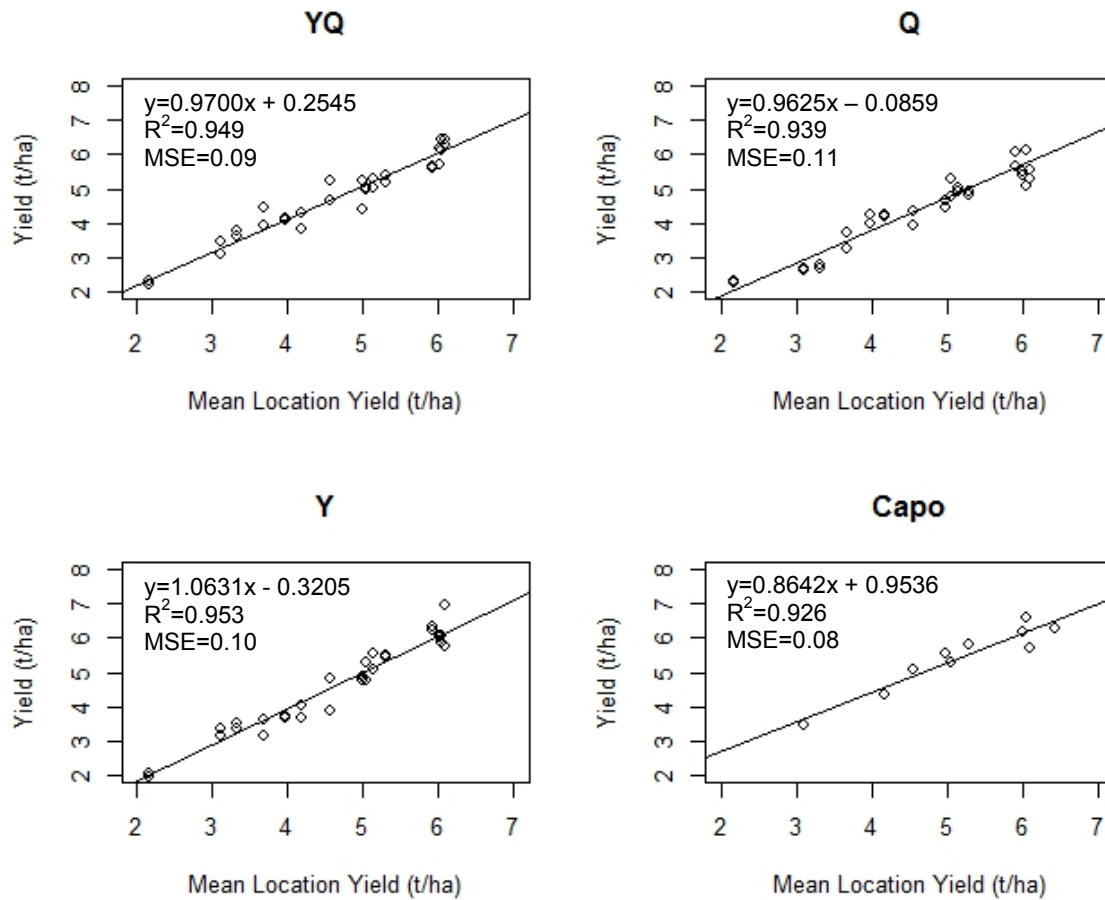 YQ
y=0.9700x + 0.2545
R²=0.949
MSE=0.09
Yield (t/ha)
8
7
6
5
4
3
2
2 3 4 5 6 7
Mean Location Yield (t/ha)
Q
y=0.9625x – 0.0859
R²=0.939
MSE=0.11
Yield (t/ha)
8
7
6
5
4
3
2
2 3 4 5 6 7
Mean Location Yield (t/ha)
Y
y=1.0631x - 0.3205
R²=0.953
MSE=0.10
Yield (t/ha)
8
7
6
5
4
3
2
2 3 4 5 6 7
Mean Location Yield (t/ha)
Capo
y=0.8642x + 0.9536
R²=0.926
MSE=0.08
Yield (t/ha)
8
7
6
5
4
3
2
2 3 4 5 6 7
Mean Location Yield (t/ha)